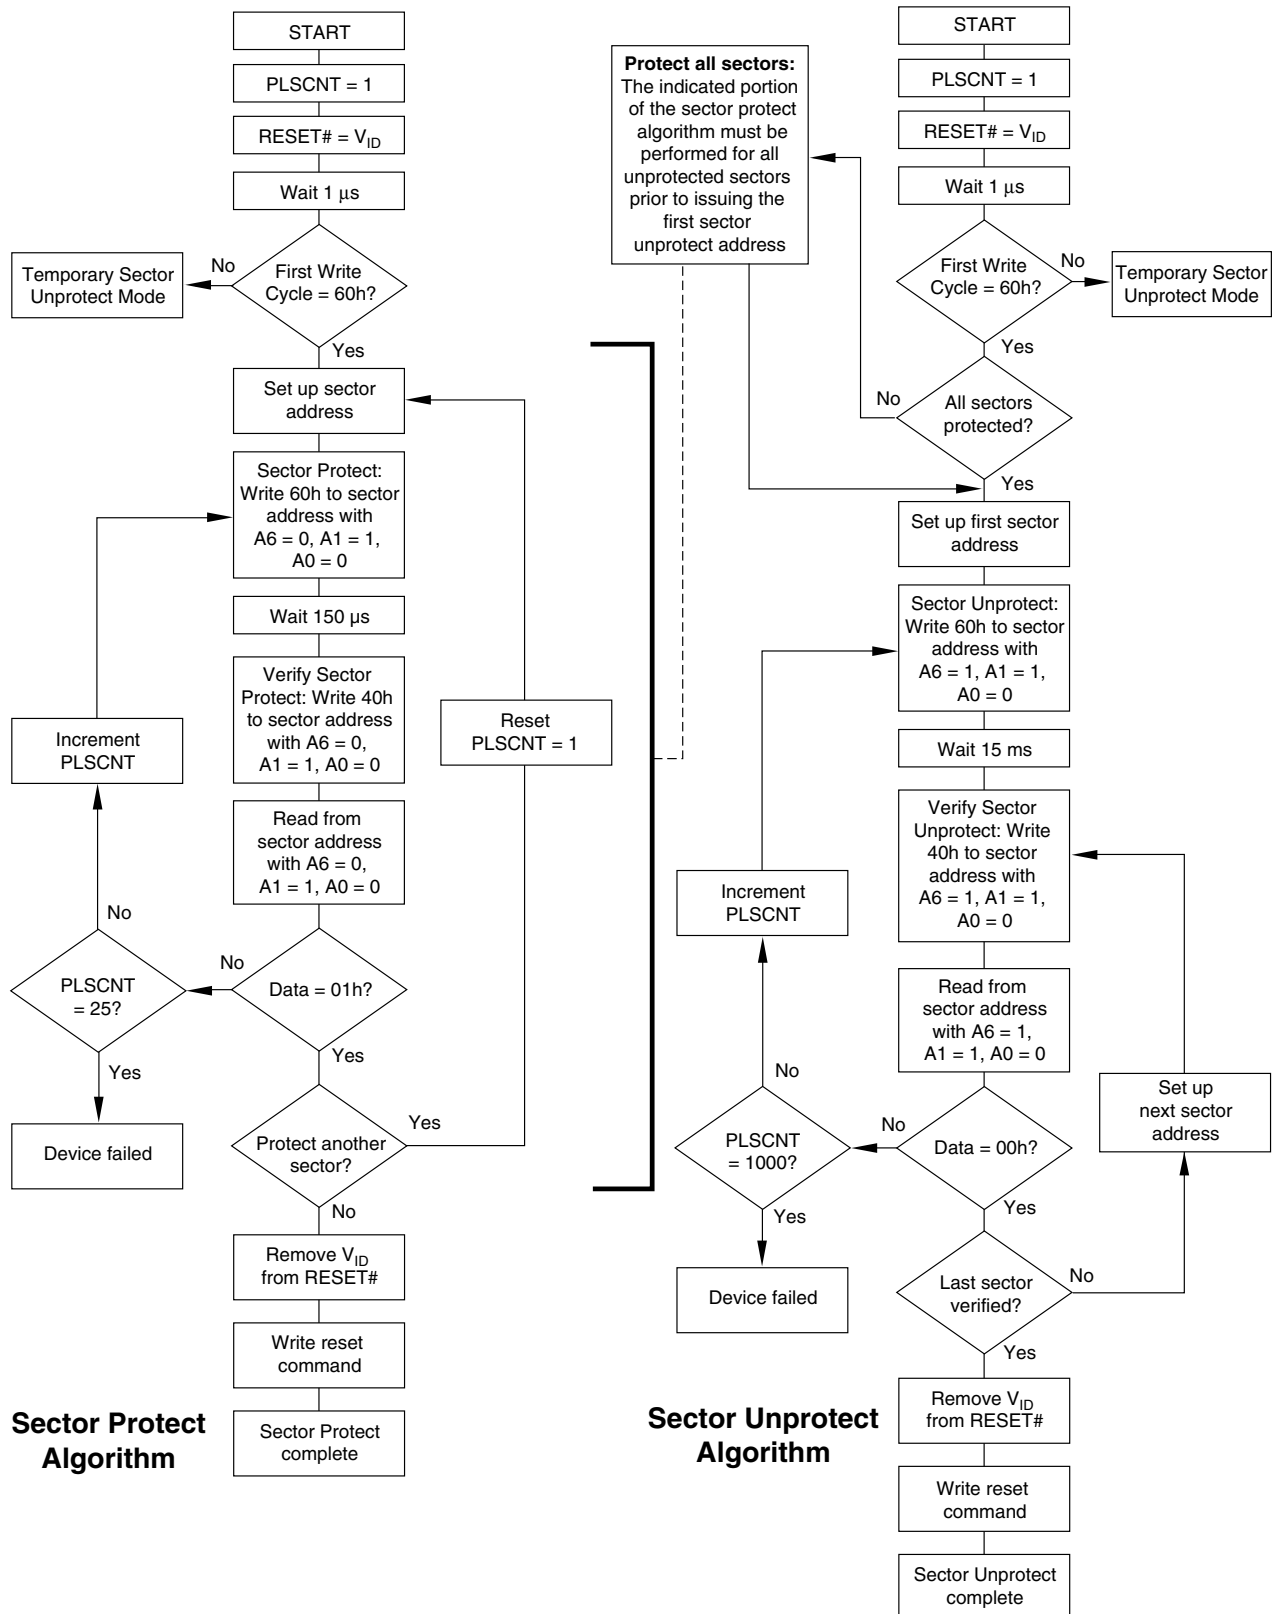 START
PLSCNT = 1
RESET# = VID
Wait 1 μs
First Write
Cycle = 60h?
No
Temporary Sector
Unprotect Mode
Yes
Set up sector
address
Sector Protect:
Write 60h to sector
address with
A6 = 0, A1 = 1,
A0 = 0
Wait 150 µs
Verify Sector
Protect: Write 40h
to sector address
with A6 = 0,
A1 = 1, A0 = 0
Read from
sector address
with A6 = 0,
A1 = 1, A0 = 0
Data = 01h?
No
PLSCNT
= 25?
No
Increment
PLSCNT
Yes
Device failed
Yes
Protect another
sector?
Yes
Reset
PLSCNT = 1
No
Remove VID
from RESET#
Write reset
command
Sector Protect
complete
Sector Protect
Algorithm
Protect all sectors:
The indicated portion
of the sector protect
algorithm must be
performed for all
unprotected sectors
prior to issuing the
first sector
unprotect address
START
PLSCNT = 1
RESET# = VID
Wait 1 μs
First Write
Cycle = 60h?
No
Temporary Sector
Unprotect Mode
Yes
All sectors
protected?
No
Yes
Set up first sector
address
Sector Unprotect:
Write 60h to sector
address with
A6 = 1, A1 = 1,
A0 = 0
Wait 15 ms
Verify Sector
Unprotect: Write
40h to sector
address with
A6 = 1, A1 = 1,
A0 = 0
Read from
sector address
with A6 = 1,
A1 = 1, A0 = 0
Data = 00h?
No
PLSCNT
= 1000?
No
Increment
PLSCNT
Yes
Device failed
Yes
Last sector
verified?
No
Set up
next sector
address
Yes
Remove VID
from RESET#
Write reset
command
Sector Unprotect
complete
Sector Unprotect
Algorithm